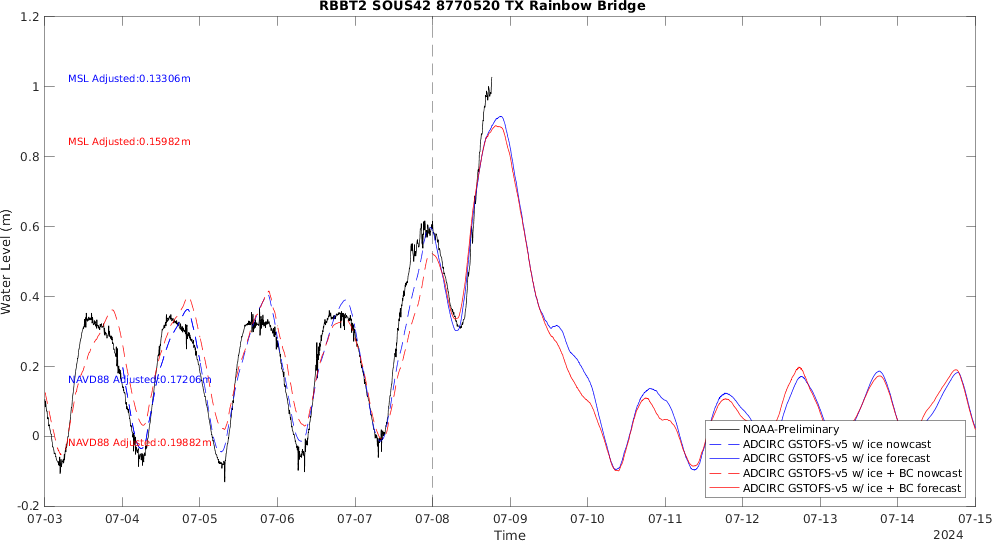 RBBT2 SOUS42 8770520 TX Rainbow Bridge
1.2
1
0.8
0.6
0.4
0.2
0
-0.2
Water Level (m)
MSL Adjusted:0.13306m
MSL Adjusted:0.15982m
NAVD88 Adjusted:0.17206m
NAVD88 Adjusted:0.19882m
NOAA-Preliminary
ADCIRC GSTOFS-v5 w/ ice nowcast
ADCIRC GSTOFS-v5 w/ ice forecast
ADCIRC GSTOFS-v5 w/ ice + BC nowcast
ADCIRC GSTOFS-v5 w/ ice + BC forecast
07-03 07-04 07-05 07-06 07-07 07-08 07-09 07-10 07-11 07-12 07-13 07-14 07-15
Time
2024